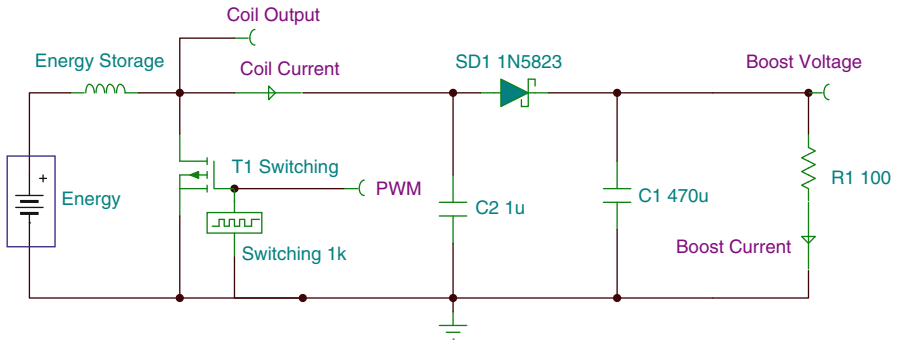 Coil Output
Energy Storage
Coil Current
SD1 1N5823
Boost Voltage
T1 Switching
+
Energy
PWM
C2 1u
C1 470u
R1 100
Switching 1k
Boost Current